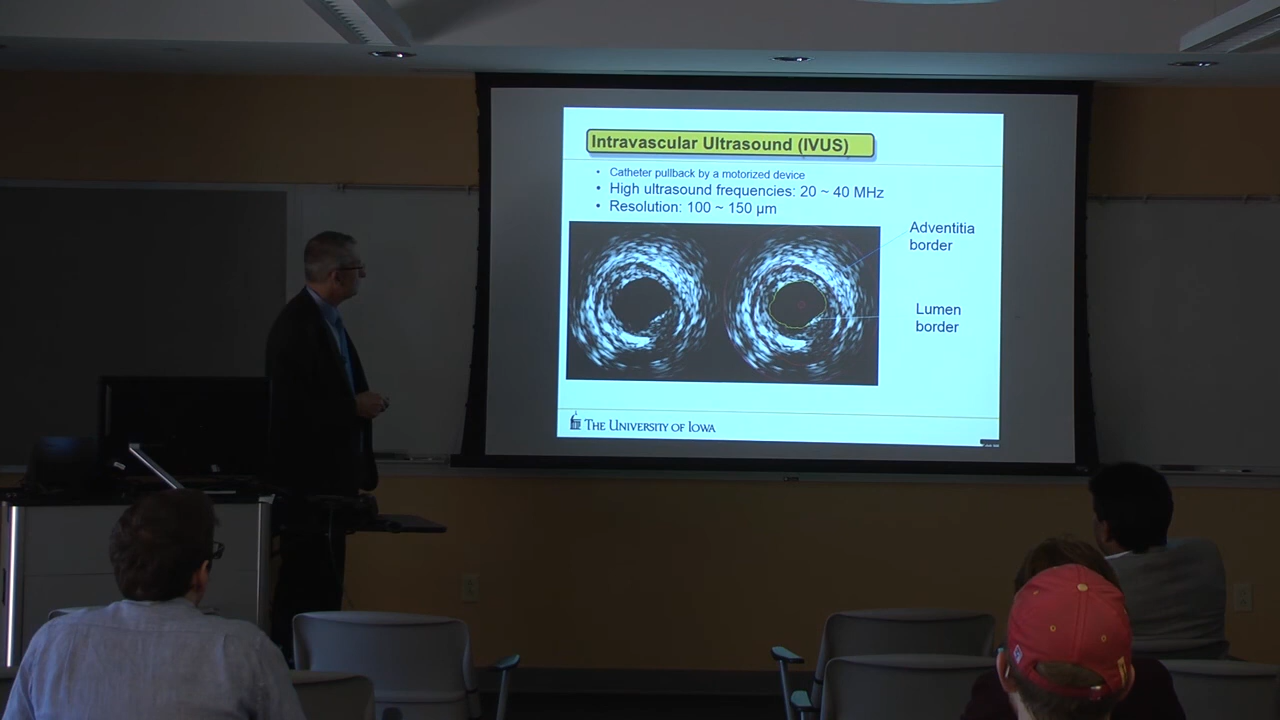 Intravascular Ultrasound (IVUS)
• Catheter pullback by a motorized device
• High ultrasound frequencies: 20 ~ 40 MHz
• Resolution: 100 ~ 150 μm
Adventitia
border
Lumen
border
THE UNIVERSITY OF IOWA